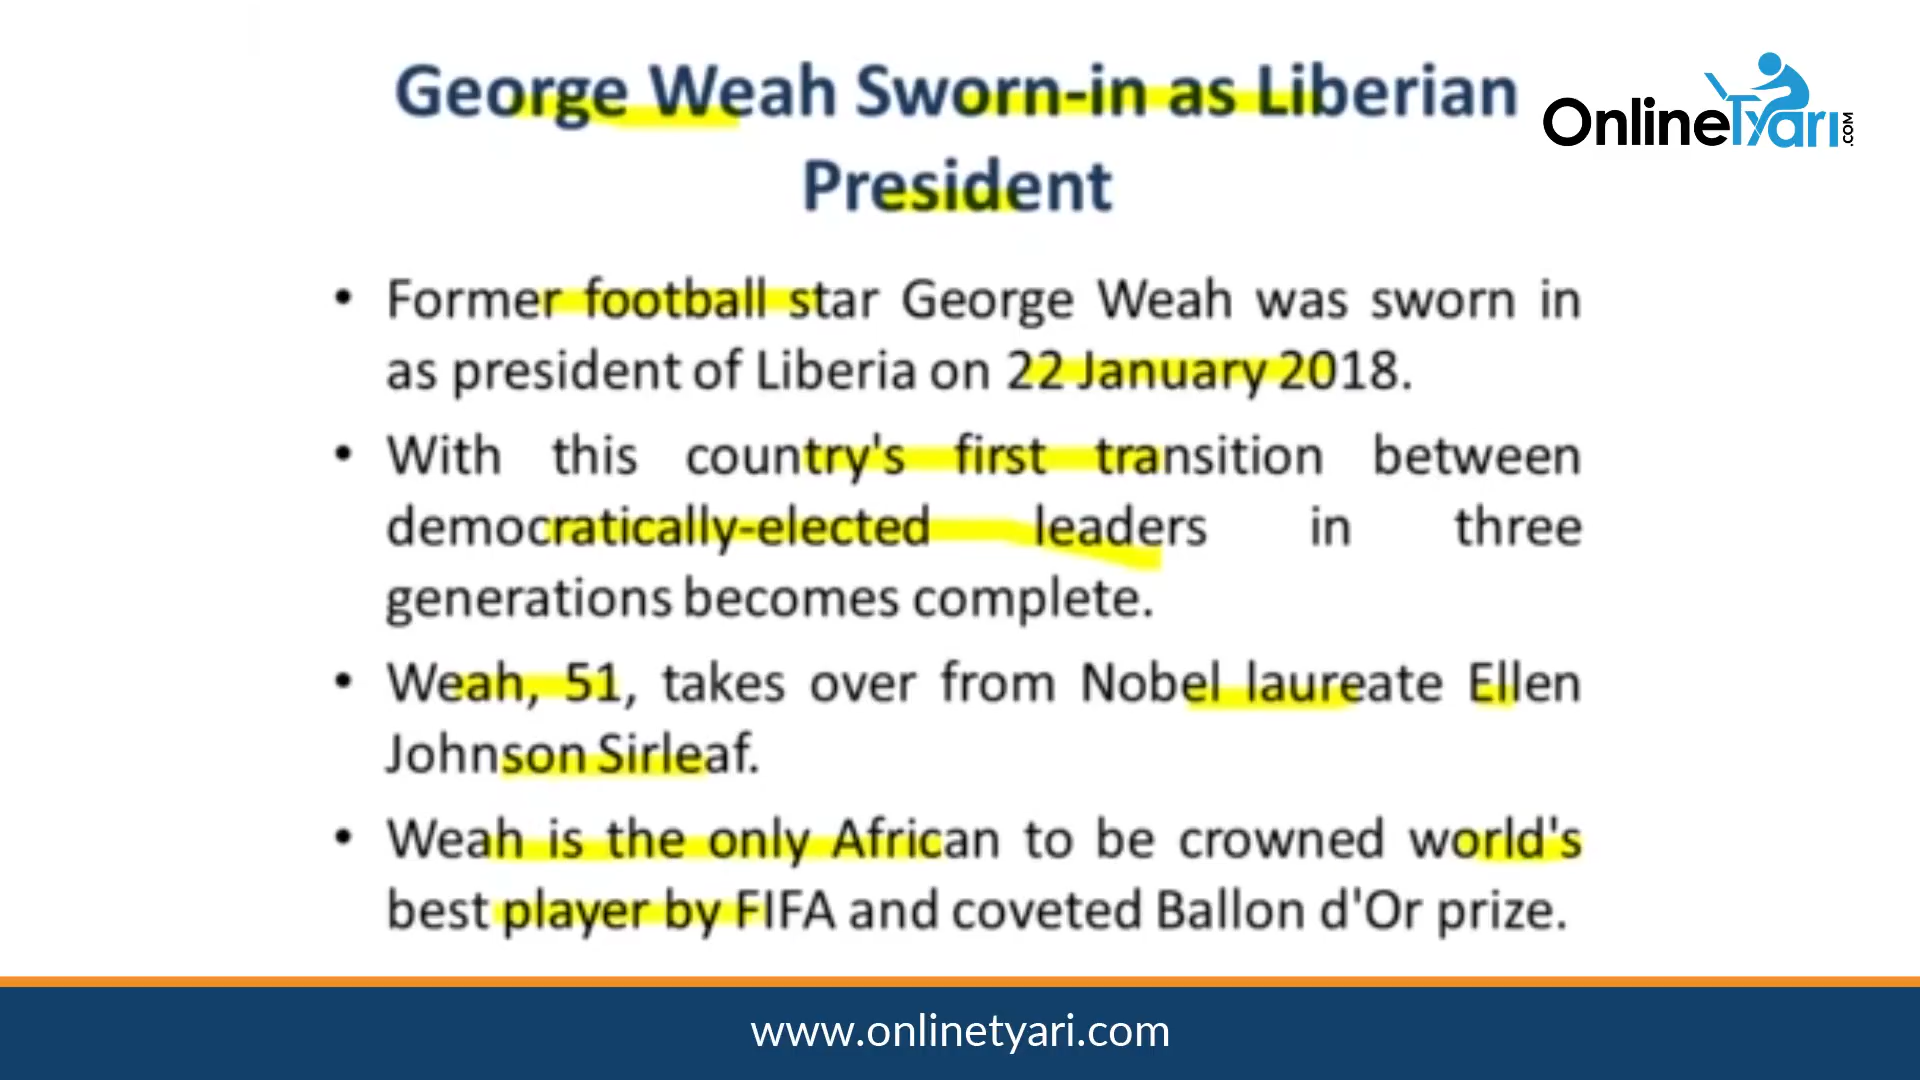 George Weah Sworn-in as Liberian
President
OnlineTyari.COM
• Former football star George Weah was sworn in
as president of Liberia on 22 January 2018.
• With this country's first transition between
democratically-elected leaders in three
generations becomes complete.
• Weah, 51, takes over from Nobel laureate Ellen
Johnson Sirleaf.
• Weah is the only African to be crowned world's
best player by FIFA and coveted Ballon d'Or prize.
www.onlinetyari.com